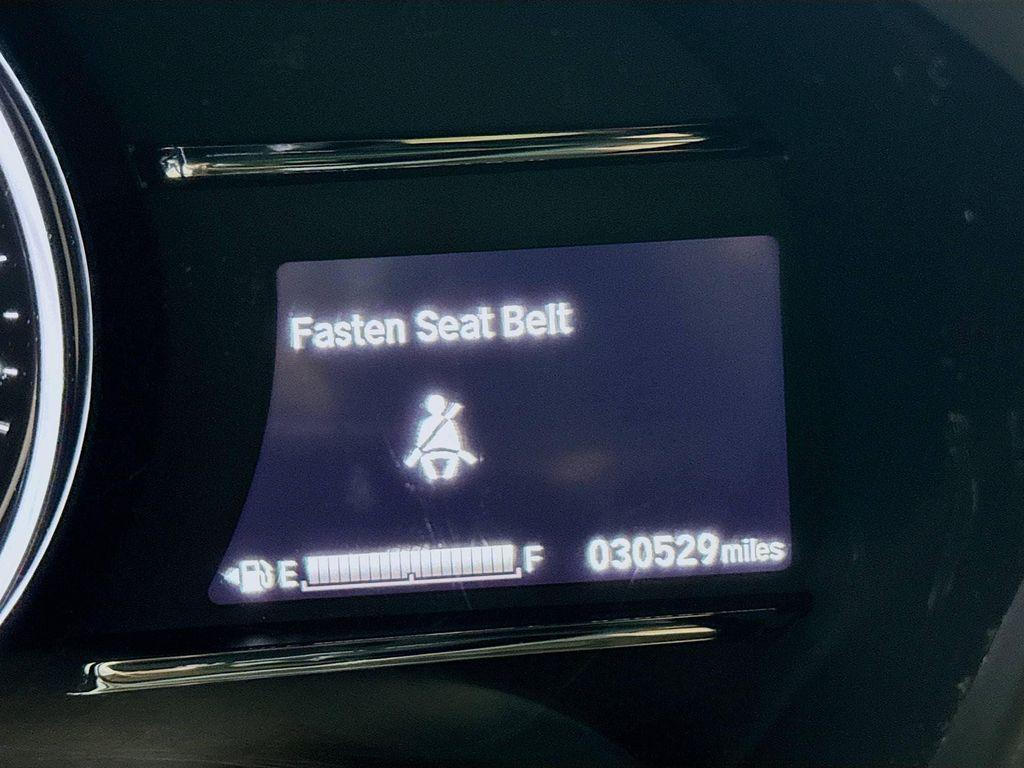 Fasten Seat Belt
E F
030529 miles